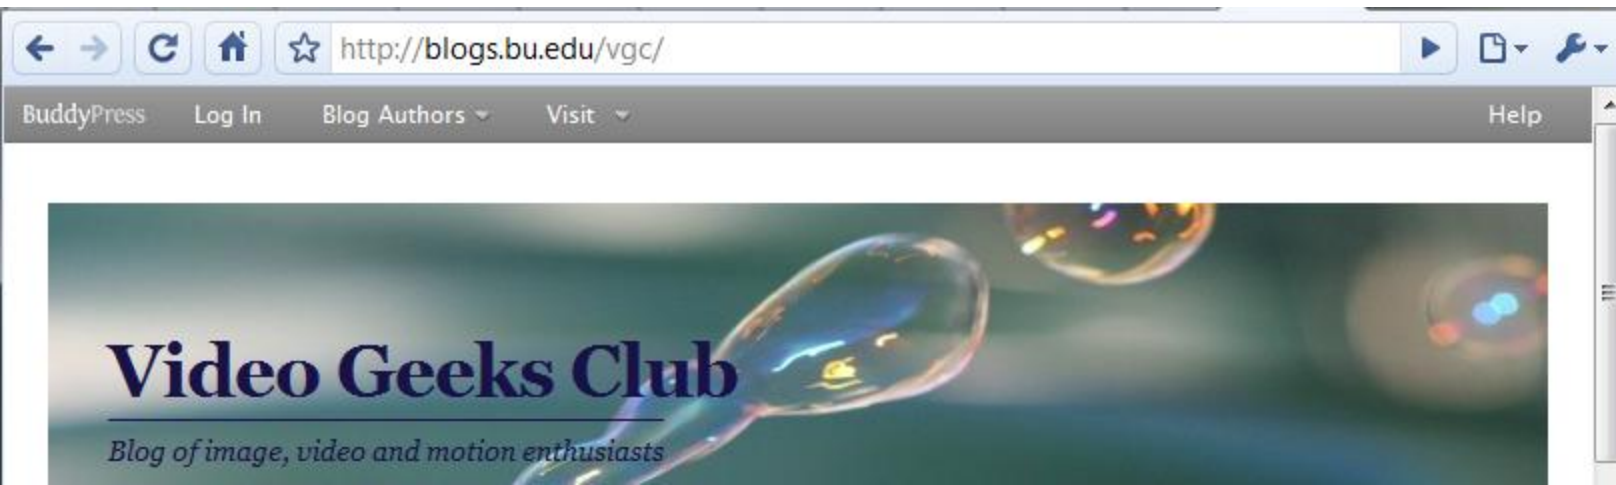 http://blogs.bu.edu/vgc/
BuddyPress Log In Blog Authors Visit Help
Video Geeks Club
Blog of image, video and motion enthusiasts